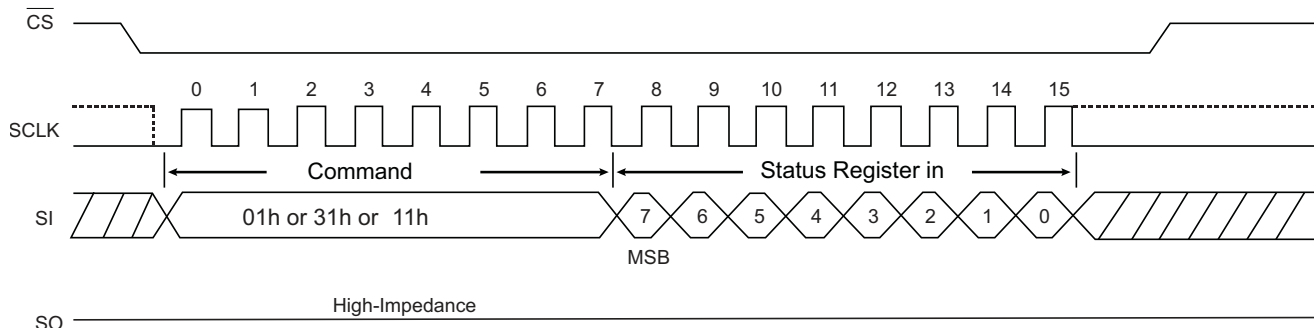 CS
0 1 2 3 4 5 6 7 8 9 10 11 12 13 14 15
SCLK
Command Status Register in
SI 01h or 31h or 11h 7 6 5 4 3 2 1 0
MSB
High-Impedance
SO